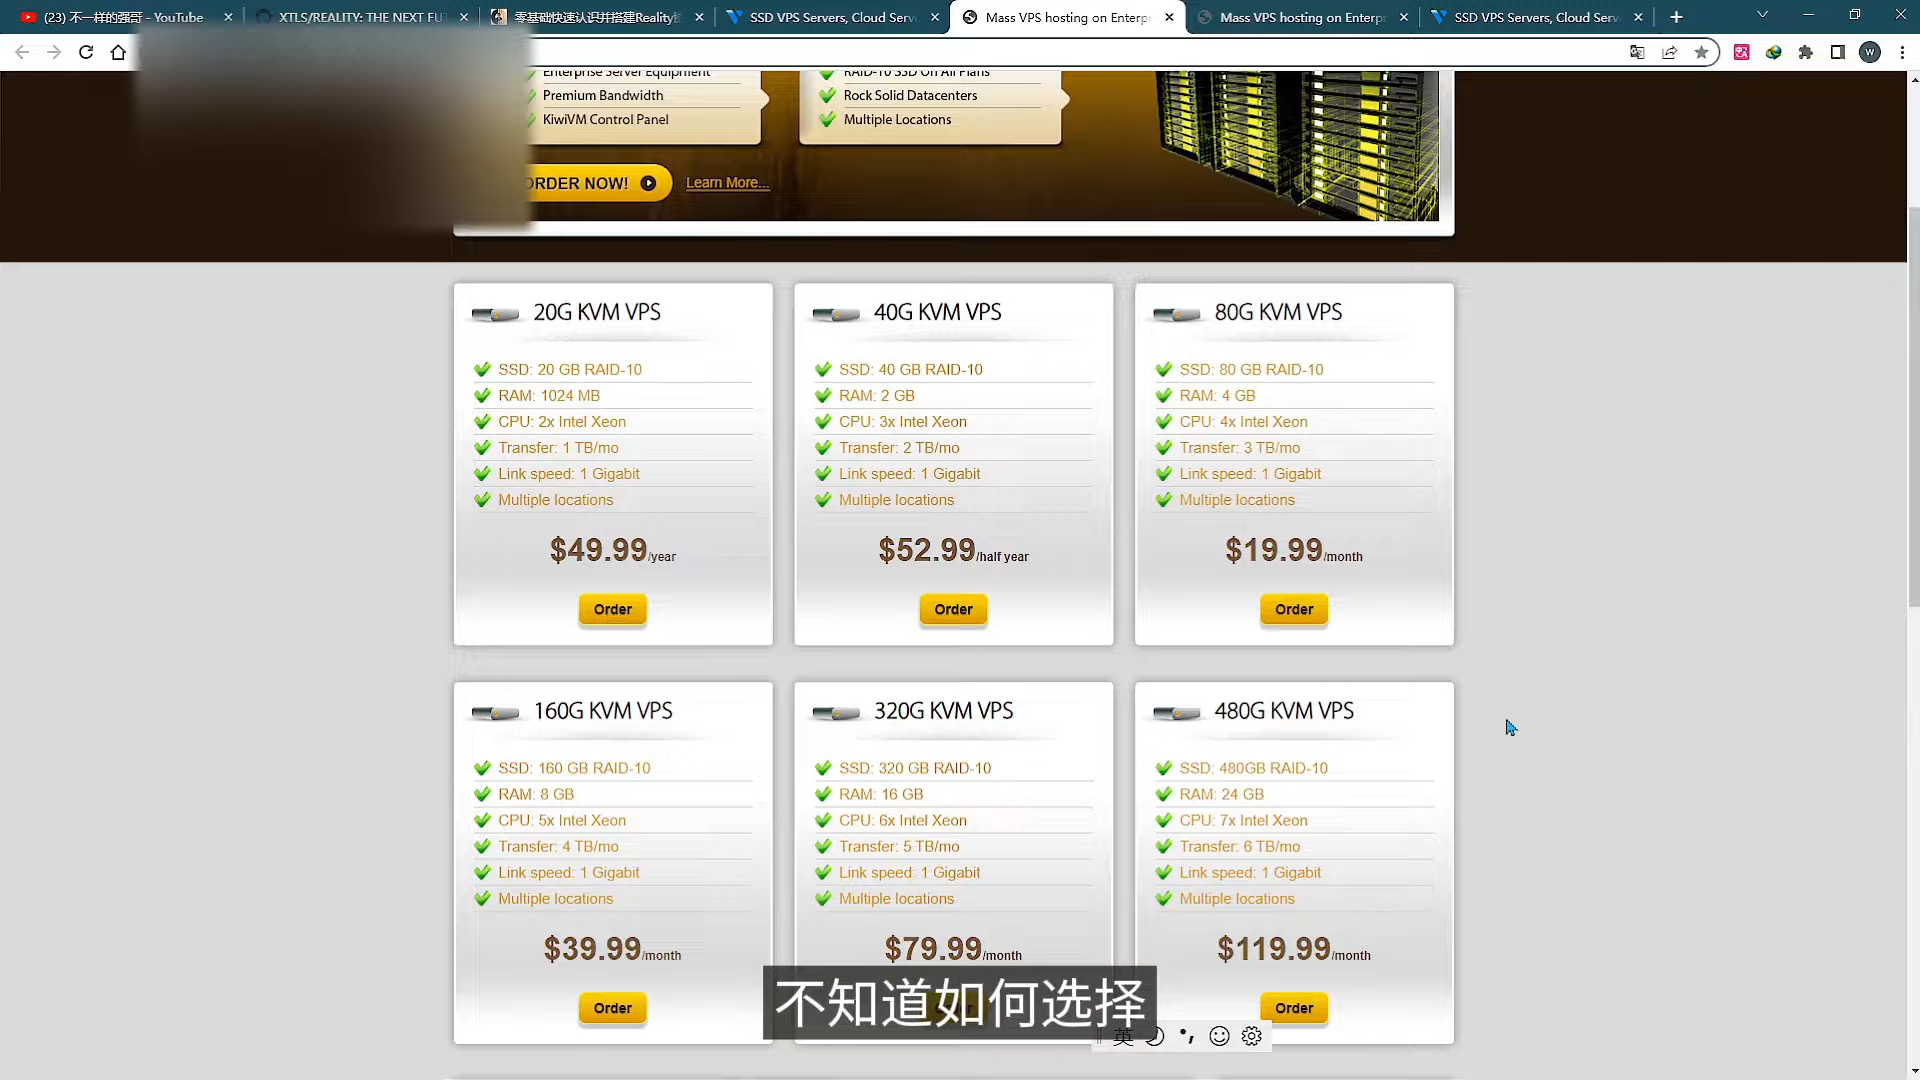 (23) 不一样的强哥 - YouTube
XTLS/REALITY: THE NEXT FU
零基础快速认识并搭建Reality
SSD VPS Servers, Cloud Serv
Mass VPS hosting on Enterpr
Mass VPS hosting on Enterpr
SSD VPS Servers, Cloud Serv
W
Enterprise Server Equipment
Premium Bandwidth
KiwiVM Control Panel
RAID-10 SSD On All Plans
Rock Solid Datacenters
Multiple Locations
ORDER NOW!
Learn More...
20G KVM VPS
SSD: 20 GB RAID-10
RAM: 1024 MB
CPU: 2x Intel Xeon
Transfer: 1 TB/mo
Link speed: 1 Gigabit
Multiple locations
$49.99/year
Order
40G KVM VPS
SSD: 40 GB RAID-10
RAM: 2 GB
CPU: 3x Intel Xeon
Transfer: 2 TB/mo
Link speed: 1 Gigabit
Multiple locations
$52.99/half year
Order
80G KVM VPS
SSD: 80 GB RAID-10
RAM: 4 GB
CPU: 4x Intel Xeon
Transfer: 3 TB/mo
Link speed: 1 Gigabit
Multiple locations
$19.99/month
Order
160G KVM VPS
SSD: 160 GB RAID-10
RAM: 8 GB
CPU: 5x Intel Xeon
Transfer: 4 TB/mo
Link speed: 1 Gigabit
Multiple locations
$39.99/month
Order
320G KVM VPS
SSD: 320 GB RAID-10
RAM: 16 GB
CPU: 6x Intel Xeon
Transfer: 5 TB/mo
Link speed: 1 Gigabit
Multiple locations
$79.99/month
480G KVM VPS
SSD: 480GB RAID-10
RAM: 24 GB
CPU: 7x Intel Xeon
Transfer: 6 TB/mo
Link speed: 1 Gigabit
Multiple locations
$119.99/month
Order
不知道如何选择
英